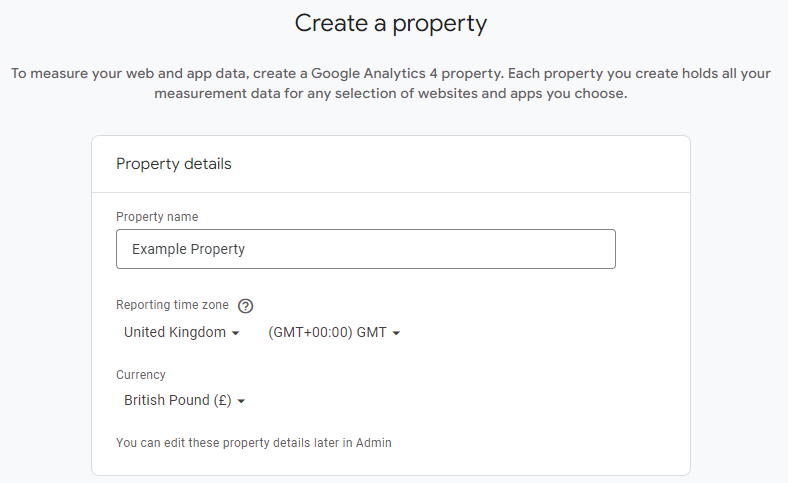 Create a property
To measure your web and app data, create a Google Analytics 4 property. Each property you create holds all your
measurement data for any selection of websites and apps you choose.
Property details
Property name
Example Property
Reporting time zone ?
United Kingdom (GMT+00:00) GMT
Currency
British Pound (£)
You can edit these property details later in Admin